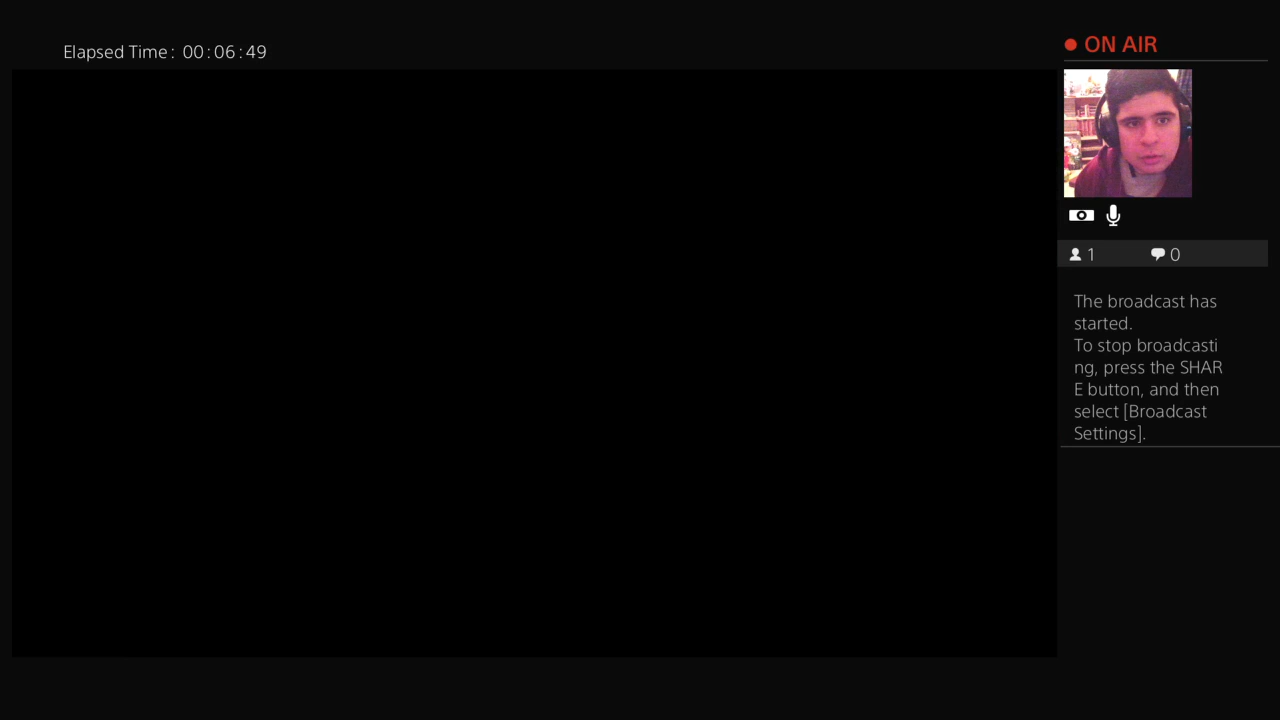 Elapsed Time: 00:06:49
ON AIR
1 0
The broadcast has
started.
To stop broadcasti
ng, press the SHAR
E button, and then
select [Broadcast
Settings].